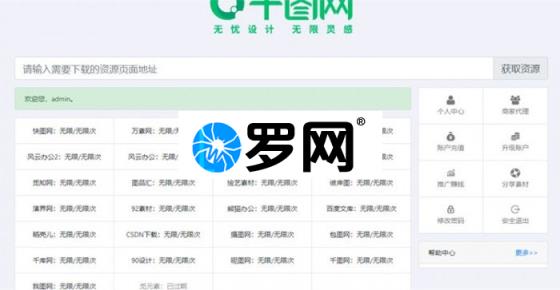 千图网
无忧设计 无限灵感
请输入需要下载的资源页面地址
获取资源
欢迎您，admin。
快图网：无限/无限次
万素网：无限/无限次
风云办公2：无限/无限次
风云办公：无限/无限次
觅知网：无限/无限次
图品汇：无限/无限次
绘艺素材：无限/无限次
彼岸图：无限/无限次
演界网：无限/无限次
92素材：无限/无限次
熊猫办公：无限/无限次
百度文库：无限/无限次
稿壳儿：无限/无限次
CSDN下载：无限/无限次
摄图网：无限/无限次
包图网：无限/无限次
千库网：无限/无限次
90设计：无限/无限次
昵图网：无限/无限次
千图网：无限/无限次
我图网：无限/无限次
觅元素：已过期
罗网®
个人中心
商家代理
账户充值
升级账户
推广赚钱
分享素材
修改密码
安全退出
帮助中心
更多>>